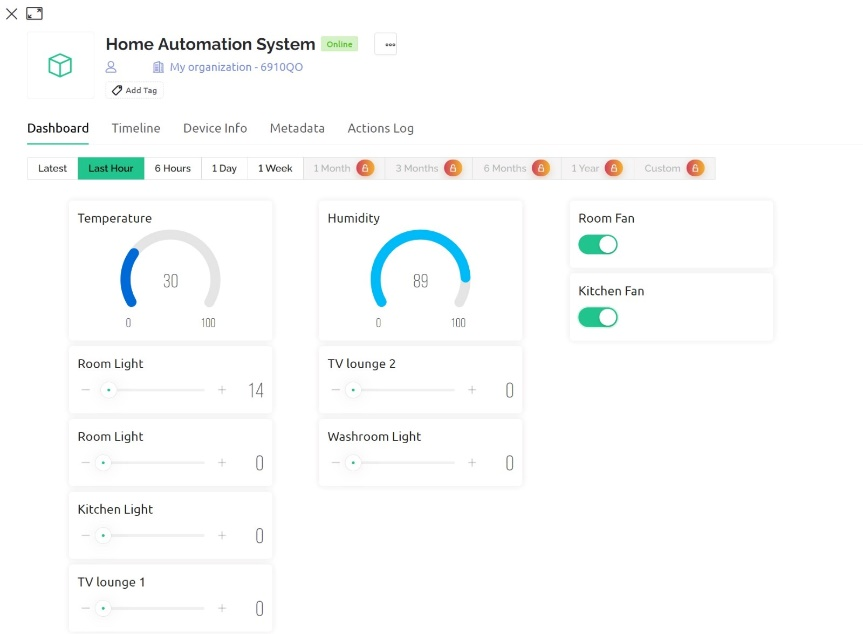 Home Automation System Online
My organization - 6910QO
Add Tag
Dashboard Timeline Device Info Metadata Actions Log
Latest Last Hour 6 Hours 1 Day 1 Week 1 Month 3 Months 6 Months 1 Year Custom
Temperature
30
0 100
Humidity
89
0 100
Room Fan
Kitchen Fan
Room Light
− + 14
TV lounge 2
− + 0
Room Light
− + 0
Washroom Light
− + 0
Kitchen Light
− + 0
TV lounge 1
− + 0